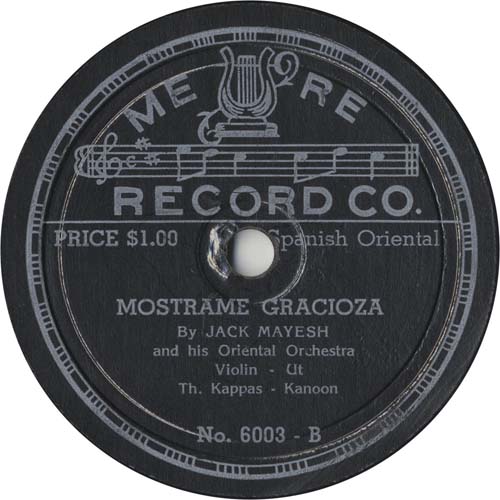 ME RE
RECORD CO.
PRICE $1.00 Spanish Oriental
MOSTRAME GRACIOZA
By JACK MAYESH
and his Oriental Orchestra
Violin - Ut
Th. Kappas - Kanoon
No. 6003 - B